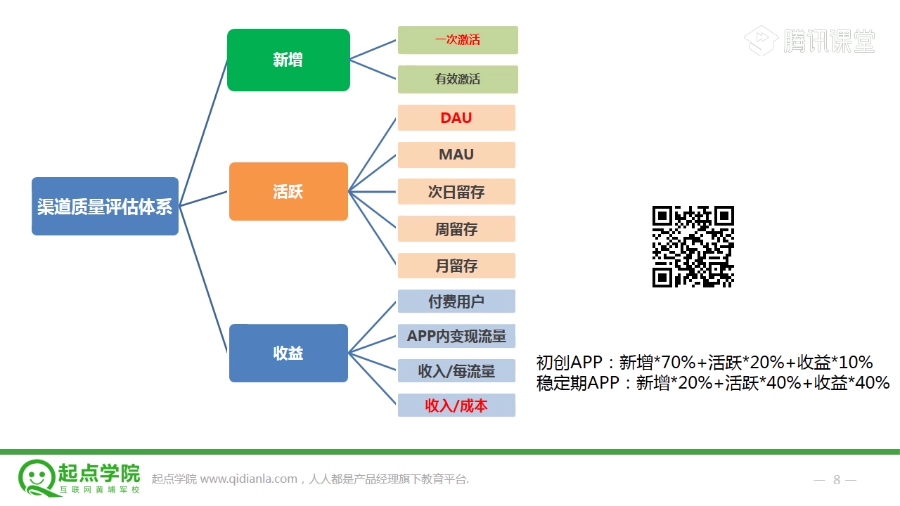 腾讯课堂
新增
一次激活
有效激活
渠道质量评估体系
活跃
DAU
MAU
次日留存
周留存
月留存
收益
付费用户
APP内变现流量
收入/每流量
收入/成本
初创APP：新增*70%+活跃*20%+收益*10%
稳定期APP：新增*20%+活跃*40%+收益*40%
起点学院
互联网黄埔军校
起点学院 www.qidianla.com，人人都是产品经理旗下教育平台.
— 8 —